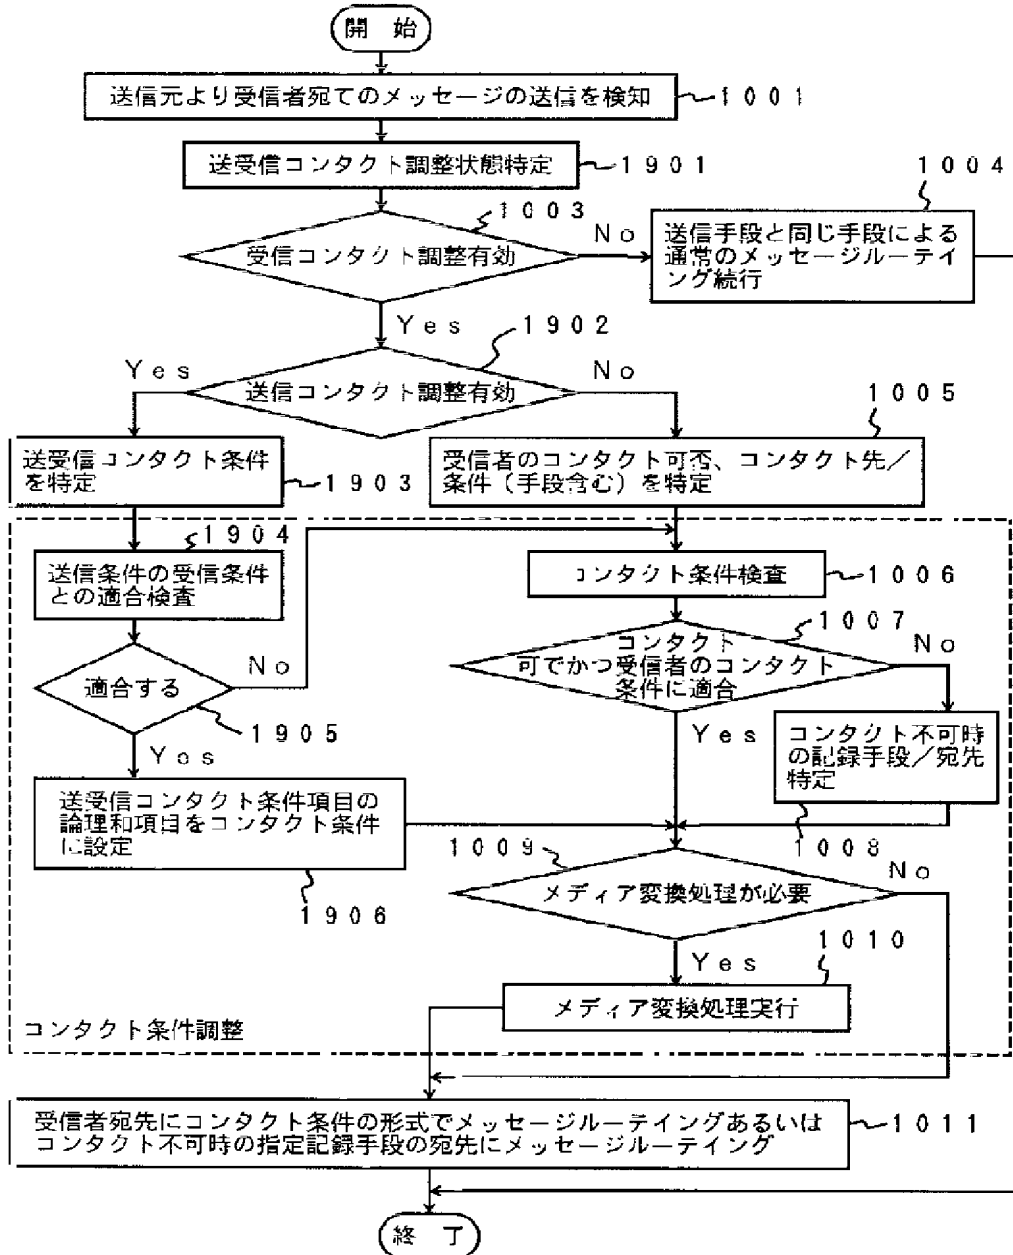 開 始
送信元より受信者宛てのメッセージの送信を検知
1001
送受信コンタクト調整状態特定
1901
1004
1003
受信コンタクト調整有効
No
送信手段と同じ手段による
通常のメッセージルーテイ
ング続行
Yes
1902
Yes
送信コンタクト調整有効
No
1005
送受信コンタクト条件
を特定
1903
受信者のコンタクト可否、コンタクト先／
条件（手段含む）を特定
1904
送信条件の受信条件
との適合検査
コンタクト条件検査
1006
1007
コンタクト
可でかつ受信者のコンタクト
条件に適合
No
適合する
No
1905
Yes
Yes
コンタクト不可時
の記録手段／宛先
特定
送受信コンタクト条件項目の
論理和項目をコンタクト条件
に設定
1906
1008
1009
メディア変換処理が必要
No
1010
Yes
メディア変換処理実行
コンタクト条件調整
受信者宛先にコンタクト条件の形式でメッセージルーテイングあるいは
コンタクト不可時の指定記録手段の宛先にメッセージルーテイング
1011
終 了